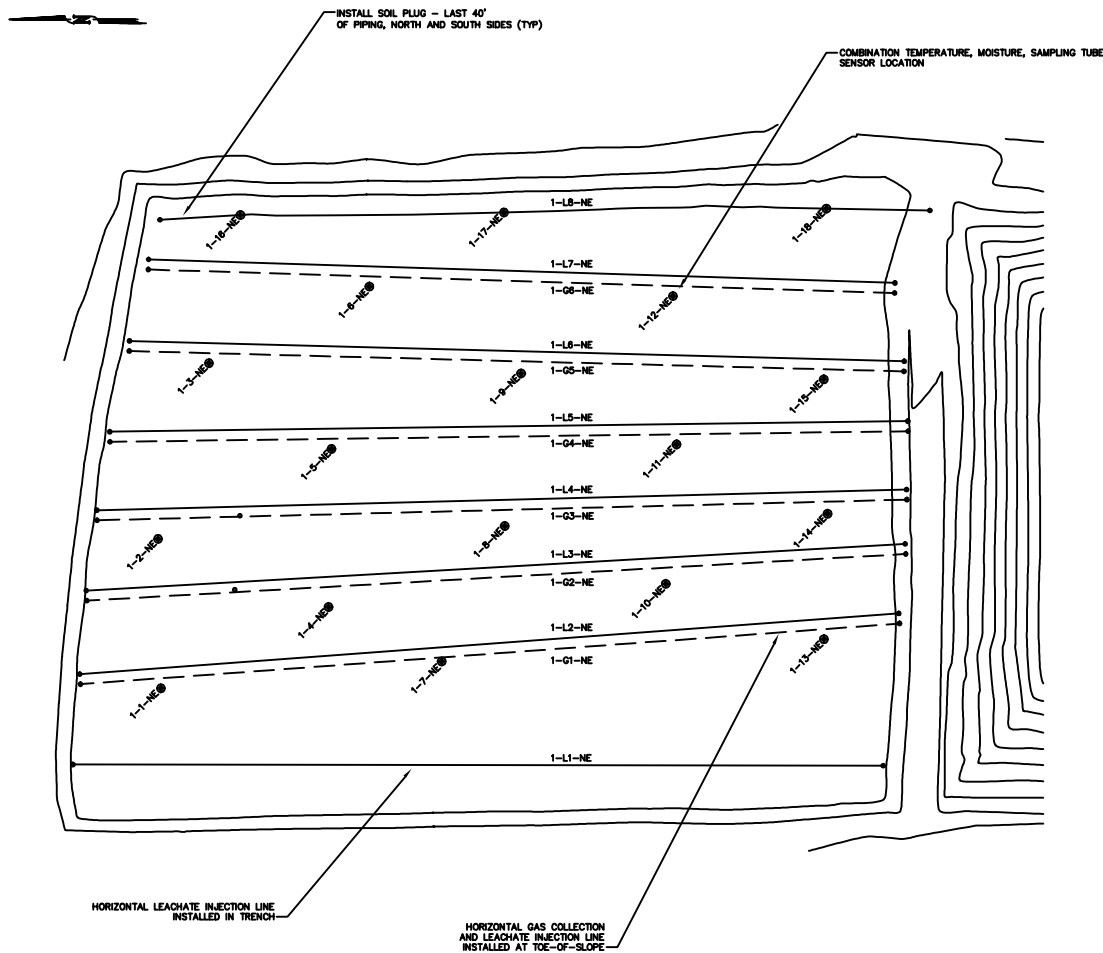 INSTALL SOIL PLUG – LAST 40'
OF PIPING, NORTH AND SOUTH SIDES (TYP)
COMBINATION TEMPERATURE, MOISTURE, SAMPLING TUBE
SENSOR LOCATION
N
1-L8-NE
1-16-NE
1-17-NE
1-18-NE
1-L7-NE
1-G6-NE
1-6-NE
1-12-NE
1-L6-NE
1-G5-NE
1-3-NE
1-9-NE
1-15-NE
1-L5-NE
1-G4-NE
1-5-NE
1-11-NE
1-L4-NE
1-G3-NE
1-2-NE
1-8-NE
1-14-NE
1-L3-NE
1-G2-NE
1-4-NE
1-10-NE
1-L2-NE
1-G1-NE
1-1-NE
1-7-NE
1-13-NE
1-L1-NE
HORIZONTAL LEACHATE INJECTION LINE
INSTALLED IN TRENCH
HORIZONTAL GAS COLLECTION
AND LEACHATE INJECTION LINE
INSTALLED AT TOE-OF-SLOPE